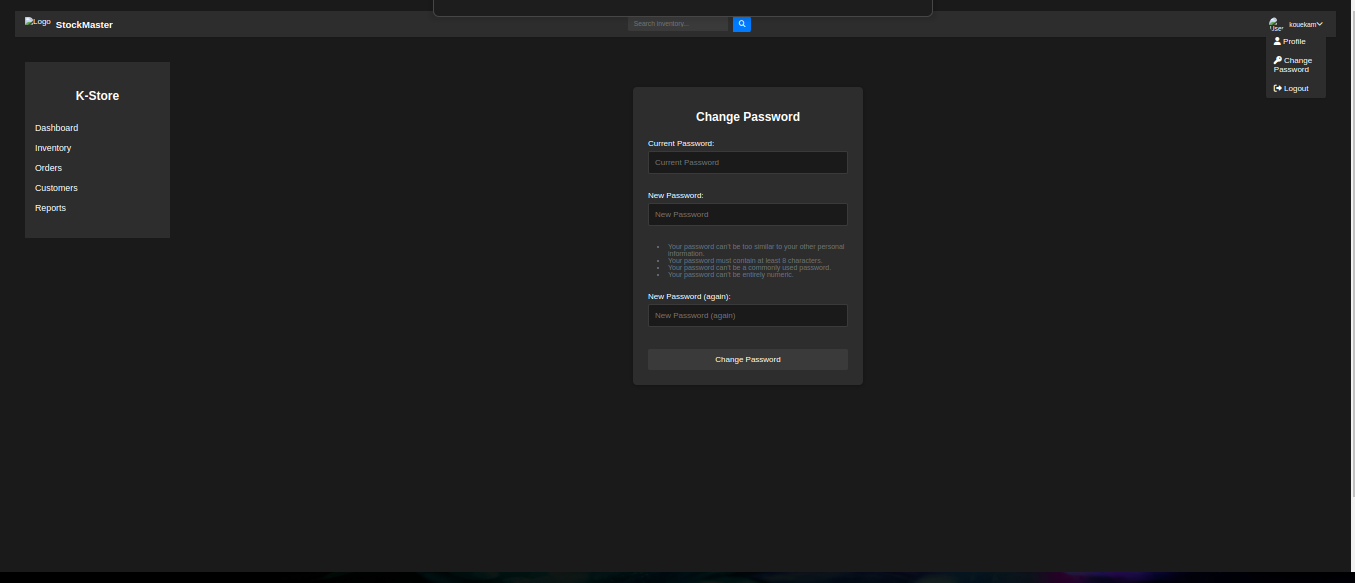 Logo StockMaster
Search inventory...
User kouekam
Profile
Change
Password
Logout
K-Store
Dashboard
Inventory
Orders
Customers
Reports
Change Password
Current Password:
Current Password
New Password:
New Password
Your password can't be too similar to your other personal
information.
Your password must contain at least 8 characters.
Your password can't be a commonly used password.
Your password can't be entirely numeric.
New Password (again):
New Password (again)
Change Password